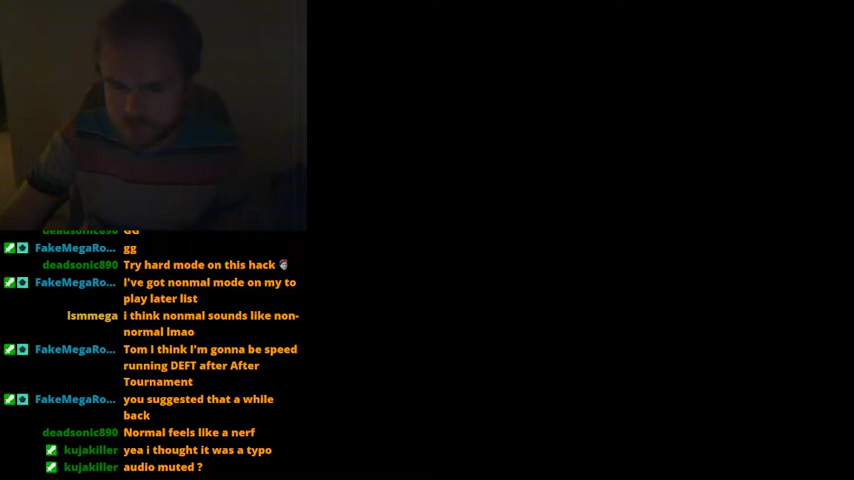 deadsonic890 GG
FakeMegaRo... gg
deadsonic890 Try hard mode on this hack
FakeMegaRo... I've got nonmal mode on my to
play later list
lsmmega i think nonmal sounds like non-
normal lmao
FakeMegaRo... Tom I think I'm gonna be speed
running DEFT after After
Tournament
FakeMegaRo... you suggested that a while
back
deadsonic890 Normal feels like a nerf
kujakiller yea i thought it was a typo
kujakiller audio muted ?